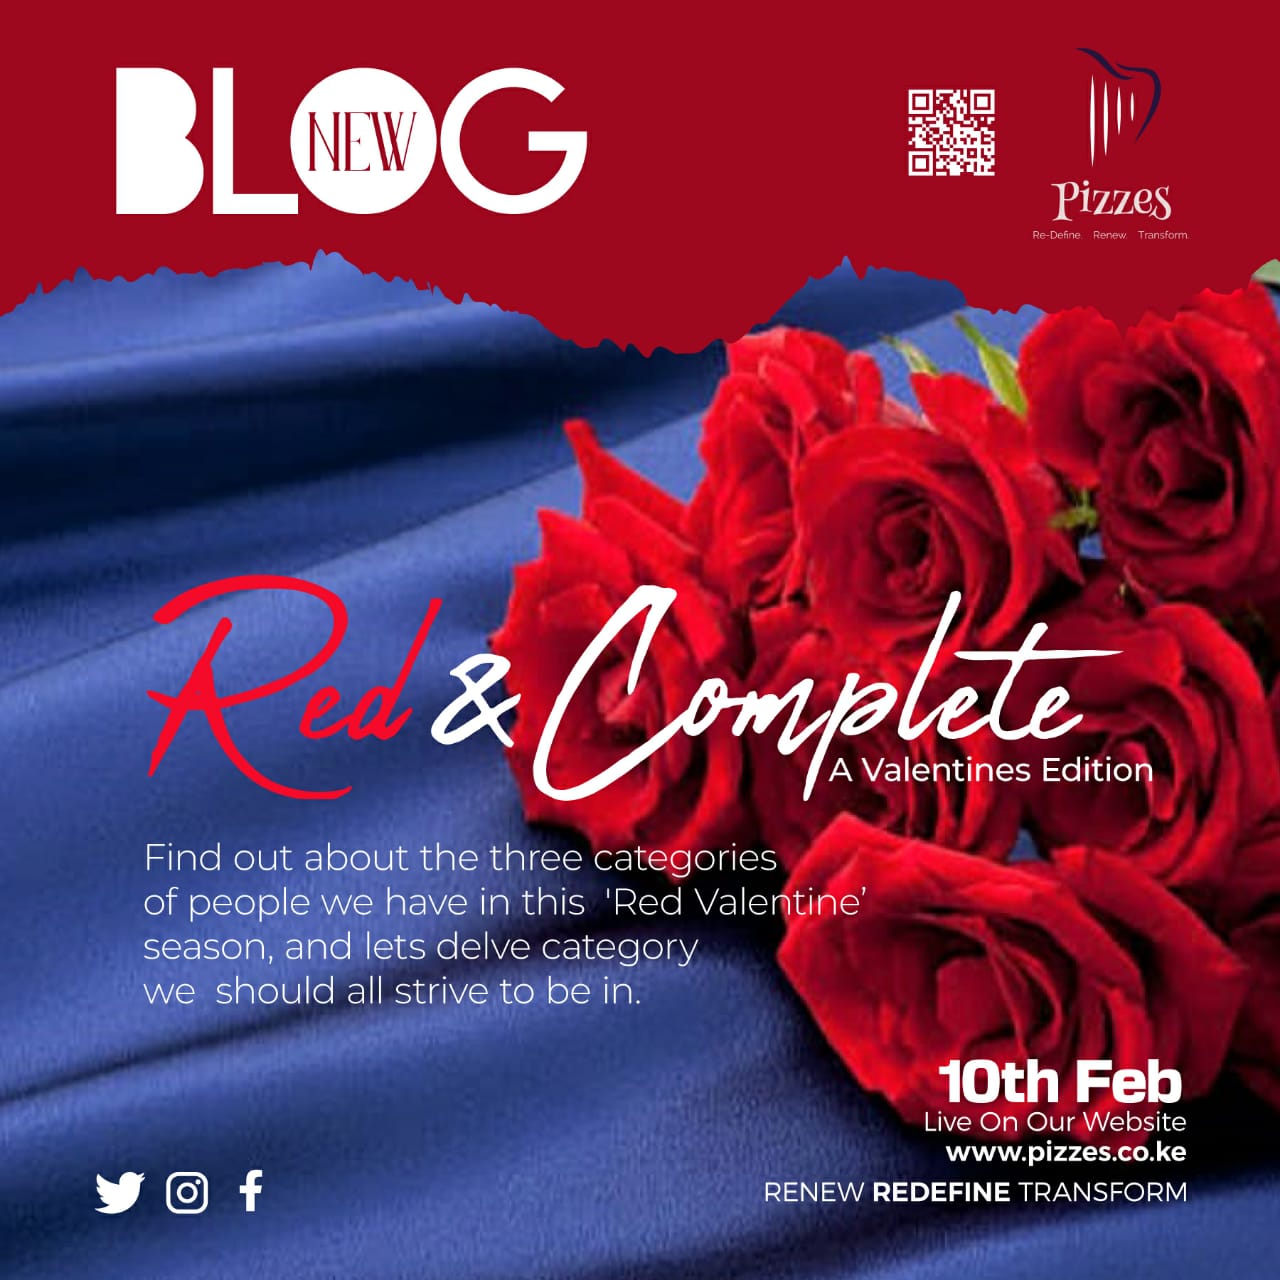 BLOG
NEW
Pizzes
Re-Define. Renew. Transform.
Red & Complete
A Valentines Edition
Find out about the three categories
of people we have in this 'Red Valentine’
season, and lets delve category
we should all strive to be in.
10th Feb
Live On Our Website
www.pizzes.co.ke
RENEW REDEFINE TRANSFORM